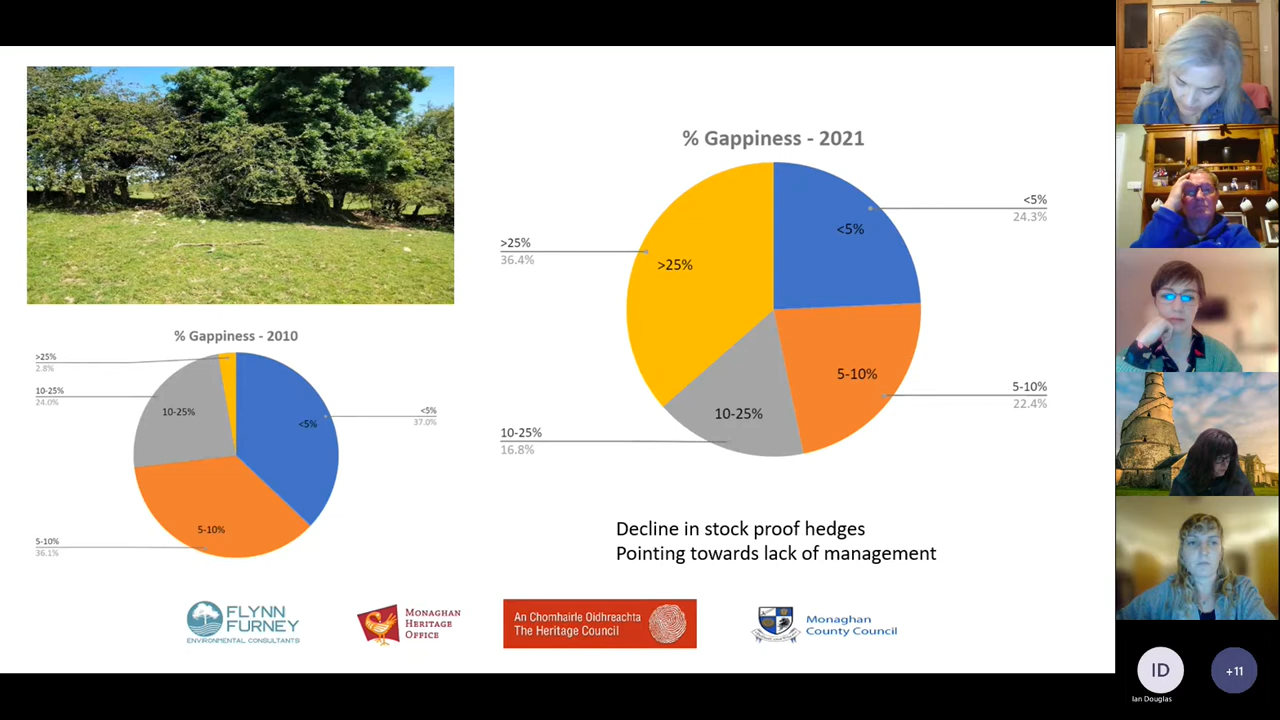 % Gappiness - 2010
>25%
2.8%
10-25%
24.0%
10-25%
<5%
<5%
37.0%
5-10%
5-10%
36.1%
% Gappiness - 2021
<5%
24.3%
<5%
>25%
36.4%
>25%
5-10%
5-10%
22.4%
10-25%
10-25%
16.8%
Decline in stock proof hedges
Pointing towards lack of management
FLYNN
FURNEY
ENVIRONMENTAL CONSULTANTS
MONAGHAN
HERITAGE
OFFICE
An Chomhairle Oidhreachta
The Heritage Council
Monaghan
County Council
ID
Ian Douglas
+11